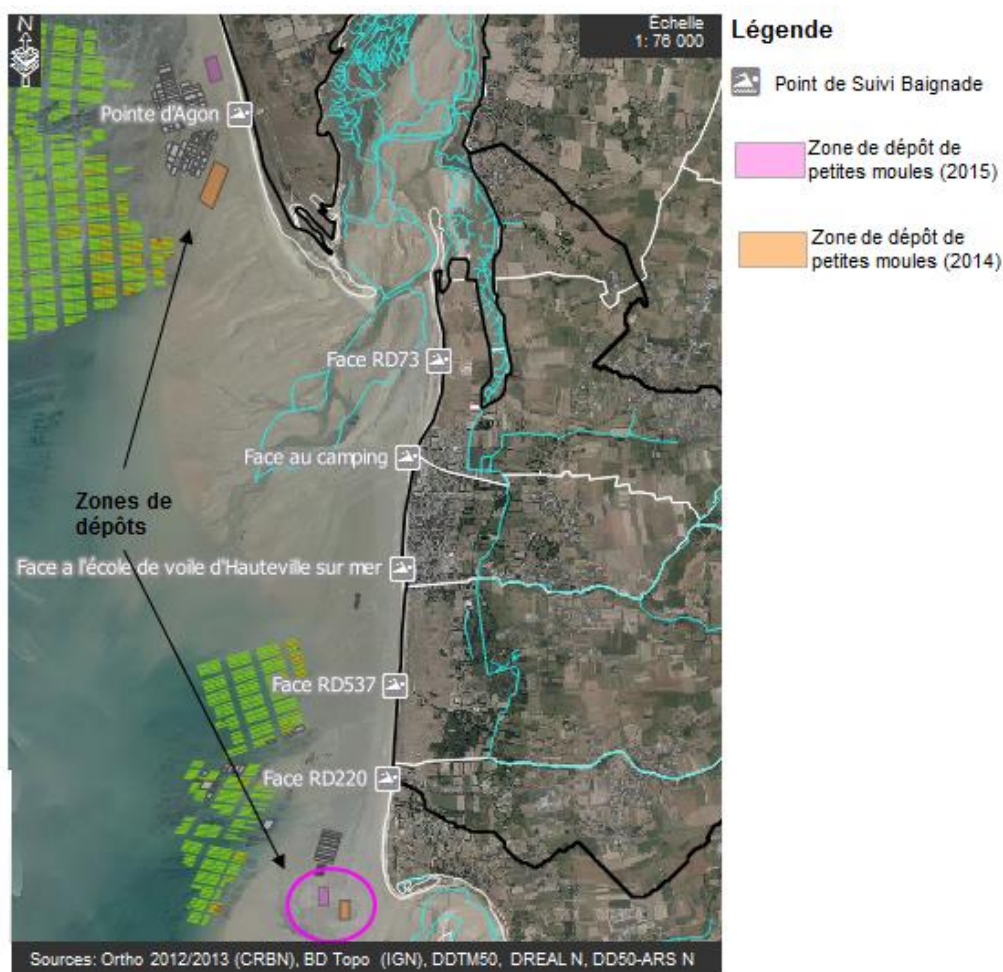 N
Échelle
1: 76 000
Pointe d'Agon
Face RD73
Face au camping
Zones de
dépôts
Face a l'école de voile d'Hauteville sur mer
Face RD537
Face RD220
Sources: Ortho 2012/2013 (CRBN), BD Topo (IGN), DDTM50, DREAL N, DD50-ARS N
Légende
Point de Suivi Baignade
Zone de dépôt de
petites moules (2015)
Zone de dépôt de
petites moules (2014)